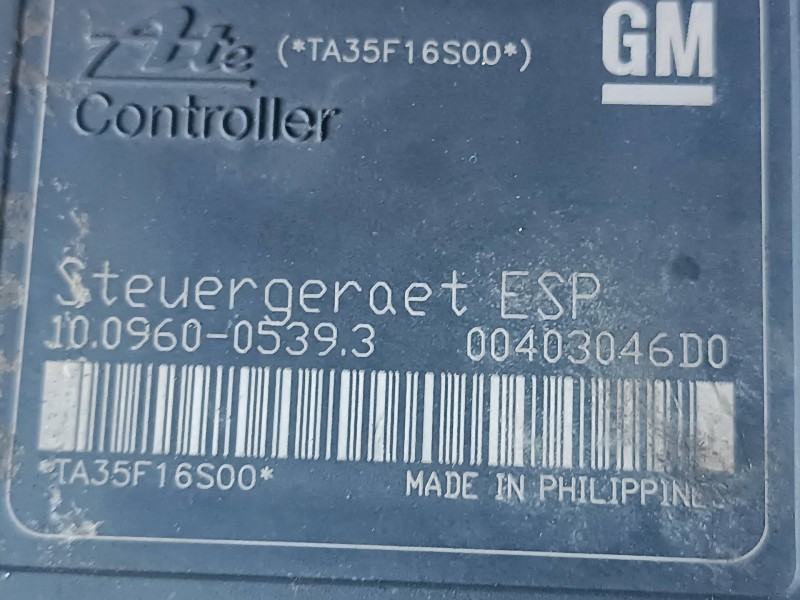 Ate (*TA35F16S00*) GM
Controller
Steuergeraet ESP
10.0960-0539.3 00403046D0
*TA35F16S00* MADE IN PHILIPPINES